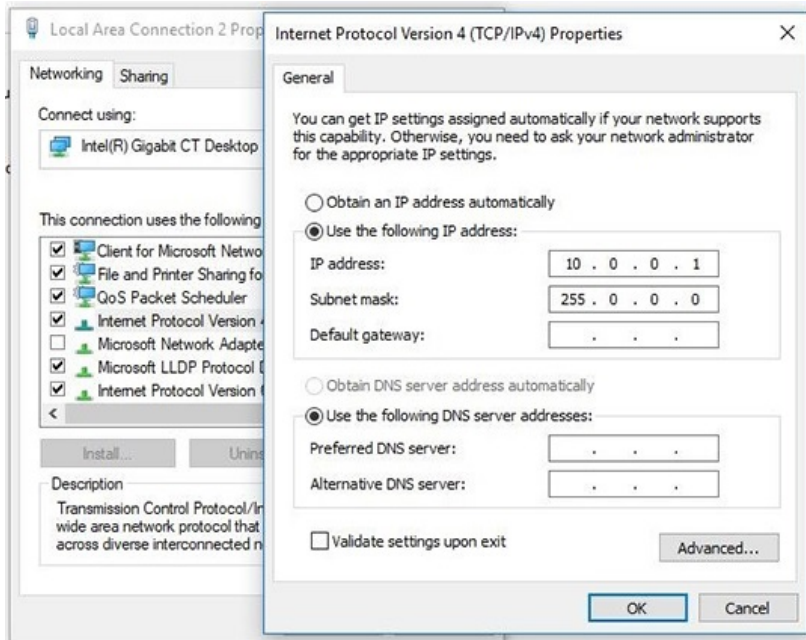 Local Area Connection 2 Prop
Networking
Sharing
Connect using:
Intel(R) Gigabit CT Desktop
This connection uses the following
Client for Microsoft Netwo
File and Printer Sharing fo
QoS Packet Scheduler
Internet Protocol Version 4
Microsoft Network Adapte
Microsoft LLDP Protocol D
Internet Protocol Version 6
Install...
Unins
Description
Transmission Control Protocol/In
wide area network protocol that
across diverse interconnected n
Internet Protocol Version 4 (TCP/IPv4) Properties
General
You can get IP settings assigned automatically if your network supports
this capability. Otherwise, you need to ask your network administrator
for the appropriate IP settings.
Obtain an IP address automatically
Use the following IP address:
IP address: 10 . 0 . 0 . 1
Subnet mask: 255 . 0 . 0 . 0
Default gateway: . . .
Obtain DNS server address automatically
Use the following DNS server addresses:
Preferred DNS server: . . .
Alternative DNS server: . . .
Validate settings upon exit
Advanced...
OK
Cancel